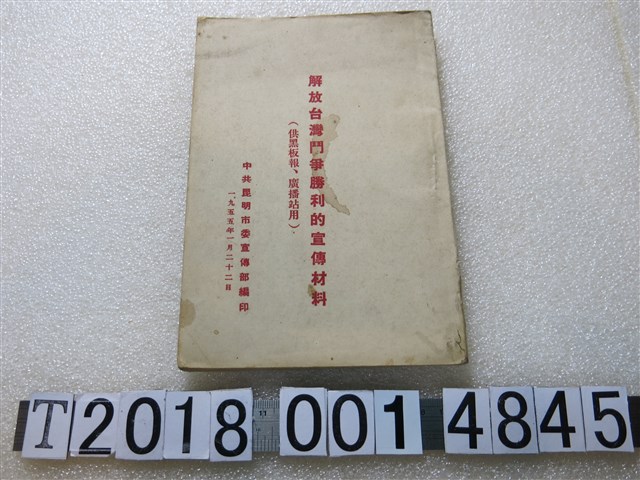 解放台灣鬥爭勝利的宣傳材料
（供黑板報、廣播站用）
中共昆明市委宣傳部編印
一九五五年一月二十二日
T2018 001 4845
11